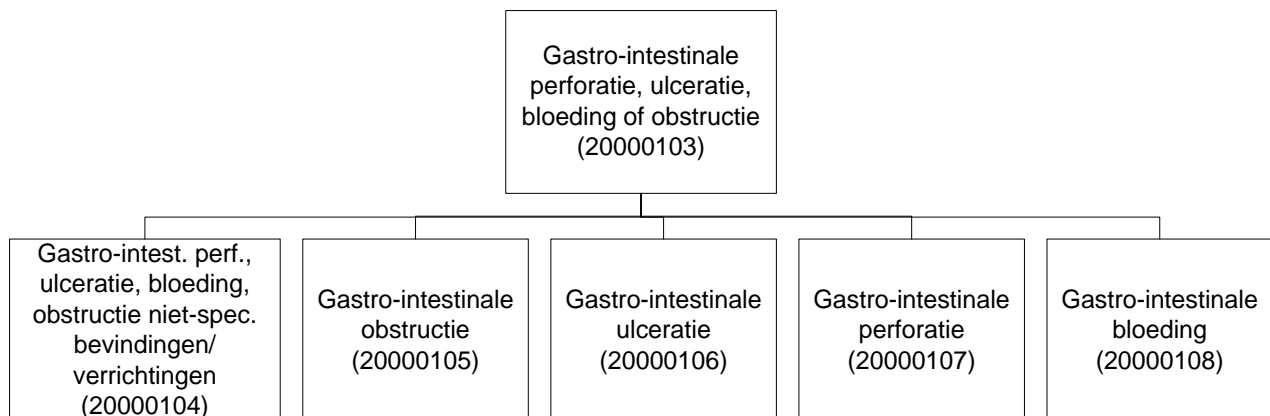 Gastro-intestinale
perforatie, ulceratie,
bloeding of obstructie
(20000103)
Gastro-intest. perf.,
ulceratie, bloeding,
obstructie niet-spec.
bevindingen/
verrichtingen
(20000104)
Gastro-intestinale
obstructie
(20000105)
Gastro-intestinale
ulceratie
(20000106)
Gastro-intestinale
perforatie
(20000107)
Gastro-intestinale
bloeding
(20000108)